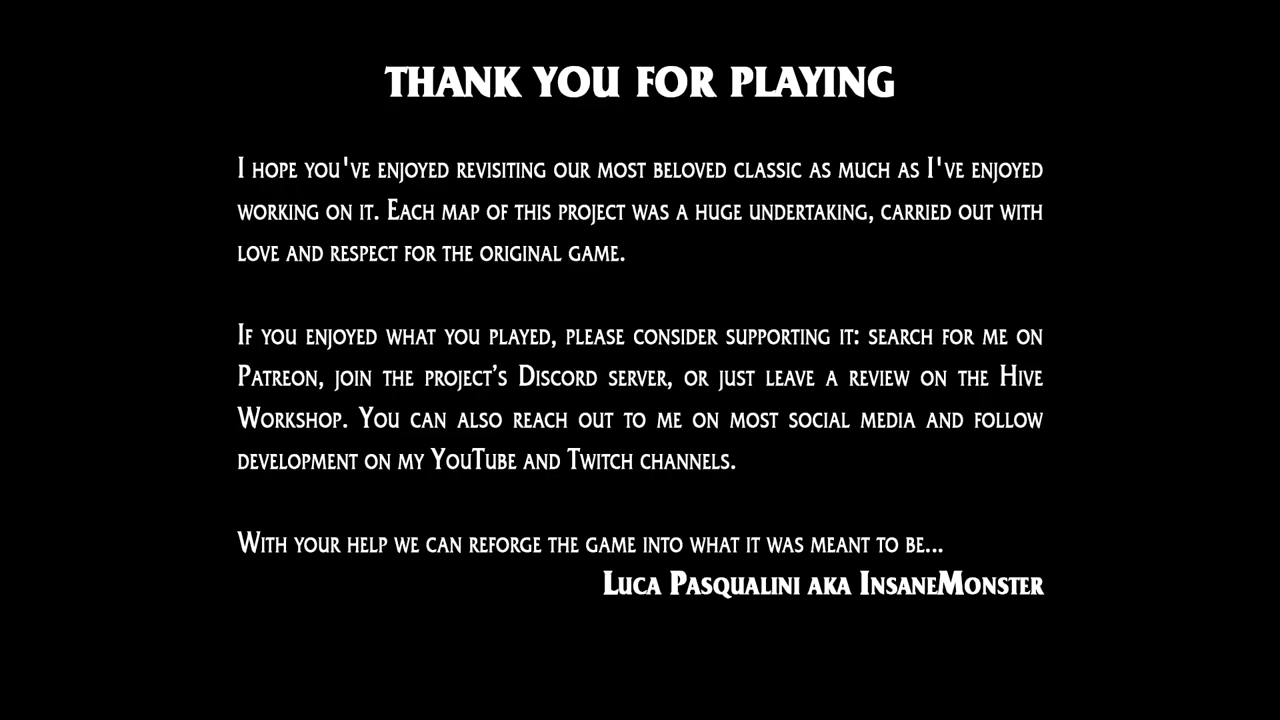 THANK YOU FOR PLAYING
I HOPE YOU'VE ENJOYED REVISITING OUR MOST BELOVED CLASSIC AS MUCH AS I'VE ENJOYED
WORKING ON IT. EACH MAP OF THIS PROJECT WAS A HUGE UNDERTAKING, CARRIED OUT WITH
LOVE AND RESPECT FOR THE ORIGINAL GAME.
IF YOU ENJOYED WHAT YOU PLAYED, PLEASE CONSIDER SUPPORTING IT: SEARCH FOR ME ON
PATREON, JOIN THE PROJECT’S DISCORD SERVER, OR JUST LEAVE A REVIEW ON THE HIVE
WORKSHOP. YOU CAN ALSO REACH OUT TO ME ON MOST SOCIAL MEDIA AND FOLLOW
DEVELOPMENT ON MY YOUTUBE AND TWITCH CHANNELS.
WITH YOUR HELP WE CAN REFORGE THE GAME INTO WHAT IT WAS MEANT TO BE...
LUCA PASQUALINI AKA INSANEMONSTER